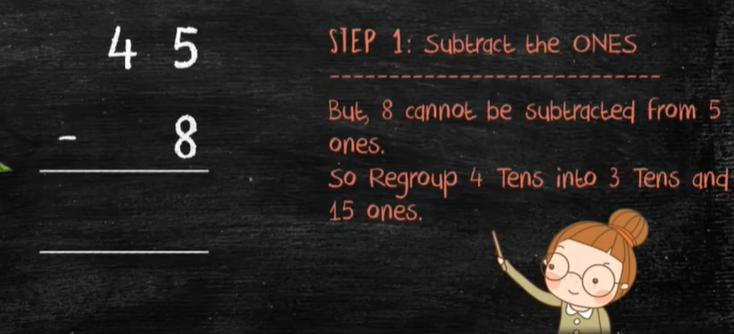 4 5
- 8
STEP 1: Subtract the ONES
But, 8 cannot be subtracted from 5
ones.
So Regroup 4 Tens into 3 Tens and
15 ones.